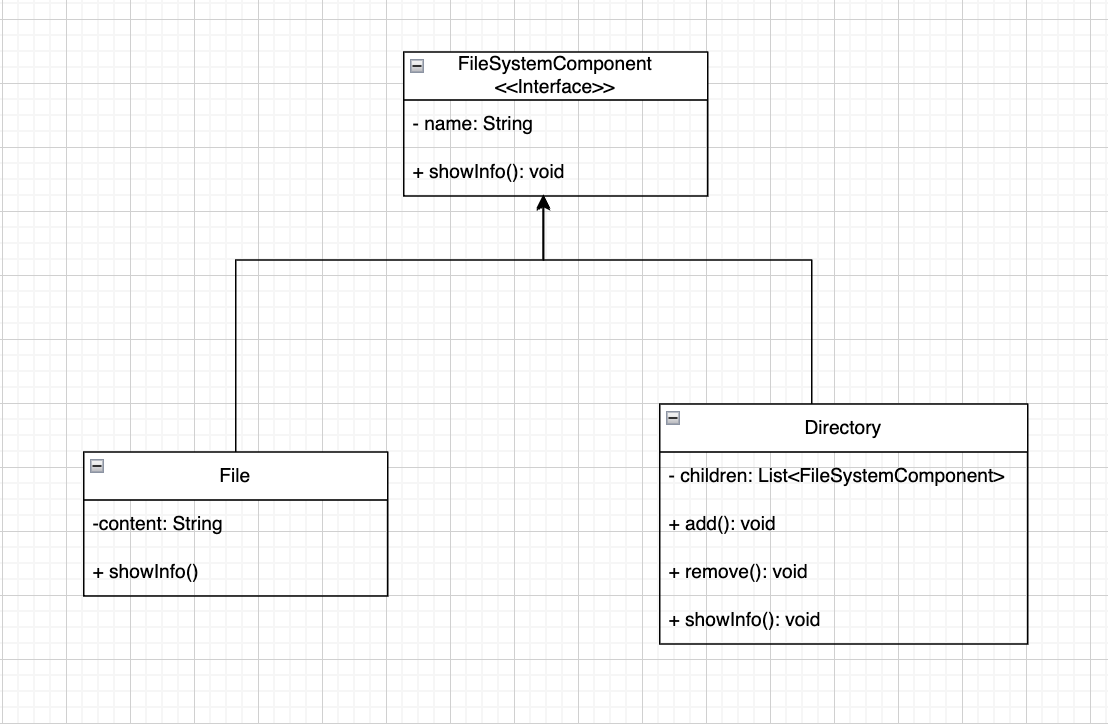 FileSystemComponent
<<Interface>>
- name: String
+ showInfo(): void
File
-content: String
+ showInfo()
Directory
- children: List<FileSystemComponent>
+ add(): void
+ remove(): void
+ showInfo(): void